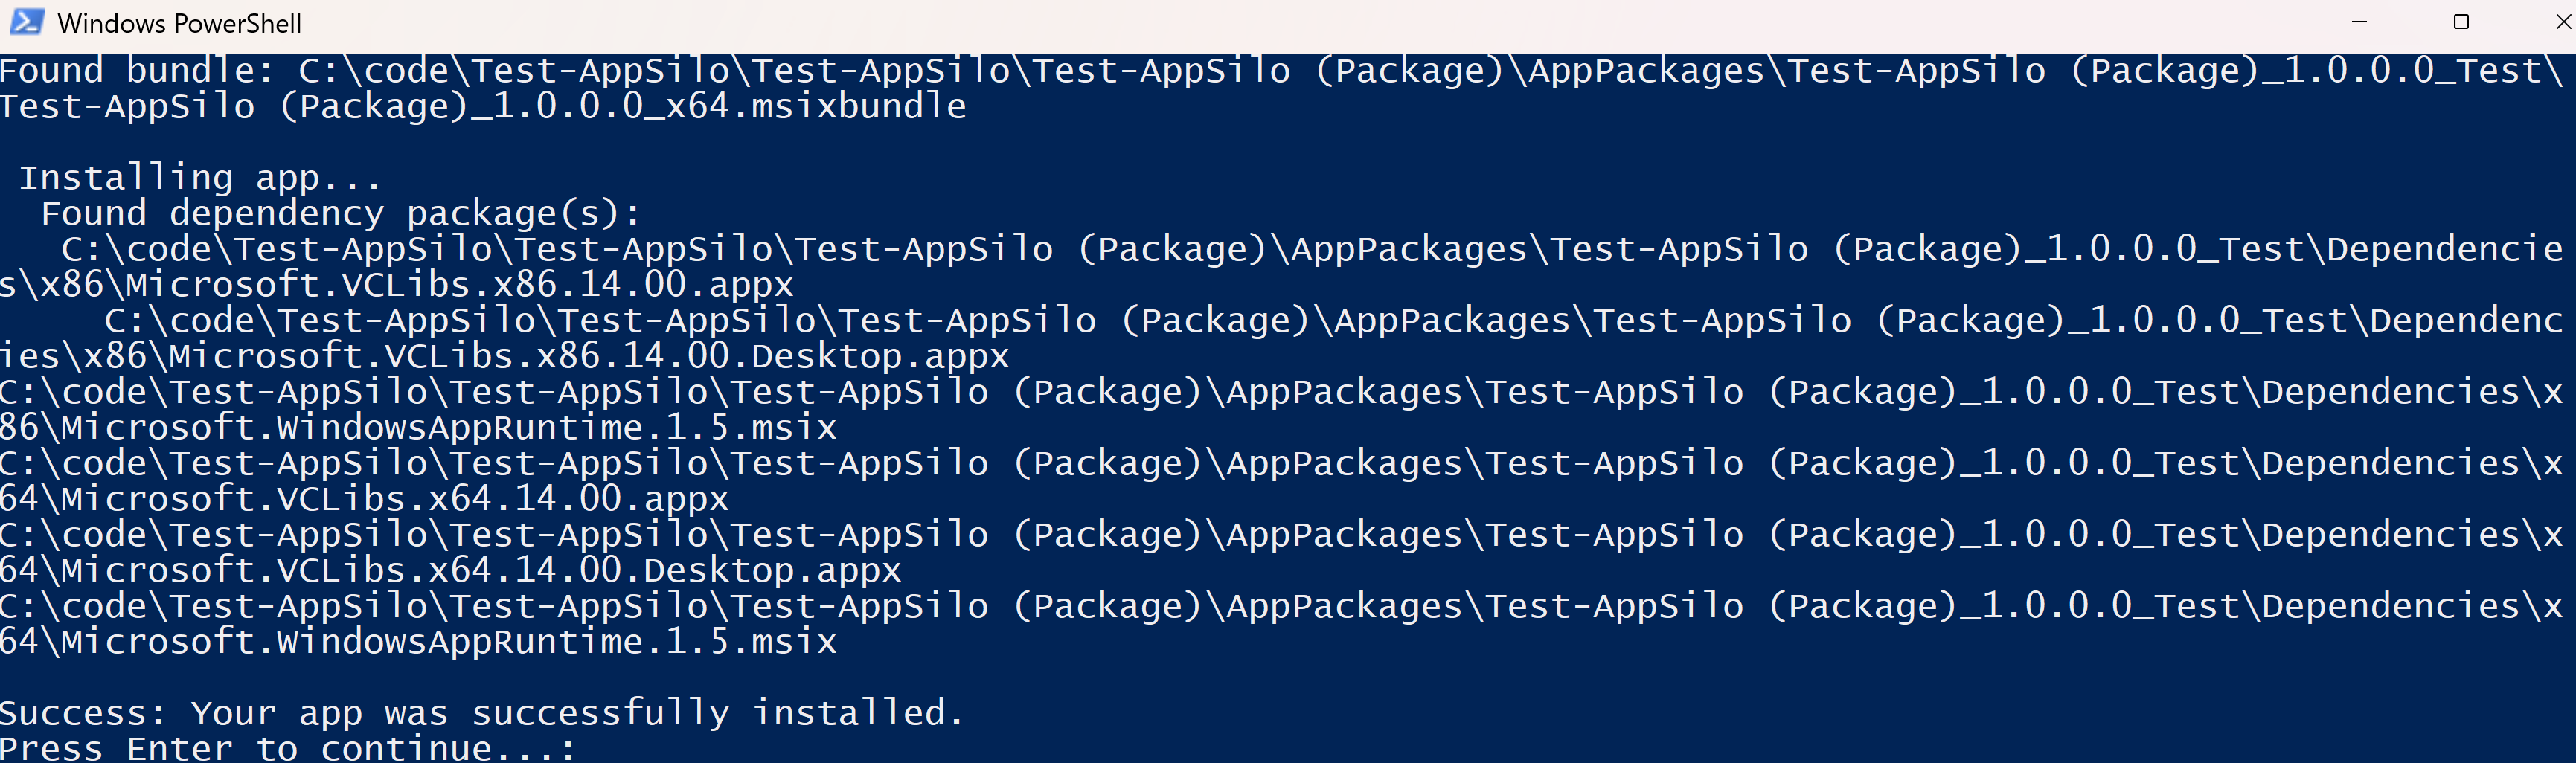 Windows PowerShell
Found bundle: C:\code\Test-AppSilo\Test-AppSilo\Test-AppSilo (Package)\AppPackages\Test-AppSilo (Package)_1.0.0.0_Test\
Test-AppSilo (Package)_1.0.0.0_x64.msixbundle
Installing app...
Found dependency package(s):
C:\code\Test-AppSilo\Test-AppSilo\Test-AppSilo (Package)\AppPackages\Test-AppSilo (Package)_1.0.0.0_Test\Dependencie
s\x86\Microsoft.VCLibs.x86.14.00.appx
C:\code\Test-AppSilo\Test-AppSilo\Test-AppSilo (Package)\AppPackages\Test-AppSilo (Package)_1.0.0.0_Test\Dependenc
ies\x86\Microsoft.VCLibs.x86.14.00.Desktop.appx
C:\code\Test-AppSilo\Test-AppSilo\Test-AppSilo (Package)\AppPackages\Test-AppSilo (Package)_1.0.0.0_Test\Dependencies\x
86\Microsoft.WindowsAppRuntime.1.5.msix
C:\code\Test-AppSilo\Test-AppSilo\Test-AppSilo (Package)\AppPackages\Test-AppSilo (Package)_1.0.0.0_Test\Dependencies\x
64\Microsoft.VCLibs.x64.14.00.appx
C:\code\Test-AppSilo\Test-AppSilo\Test-AppSilo (Package)\AppPackages\Test-AppSilo (Package)_1.0.0.0_Test\Dependencies\x
64\Microsoft.VCLibs.x64.14.00.Desktop.appx
C:\code\Test-AppSilo\Test-AppSilo\Test-AppSilo (Package)\AppPackages\Test-AppSilo (Package)_1.0.0.0_Test\Dependencies\x
64\Microsoft.WindowsAppRuntime.1.5.msix
Success: Your app was successfully installed.
Press Enter to continue...: